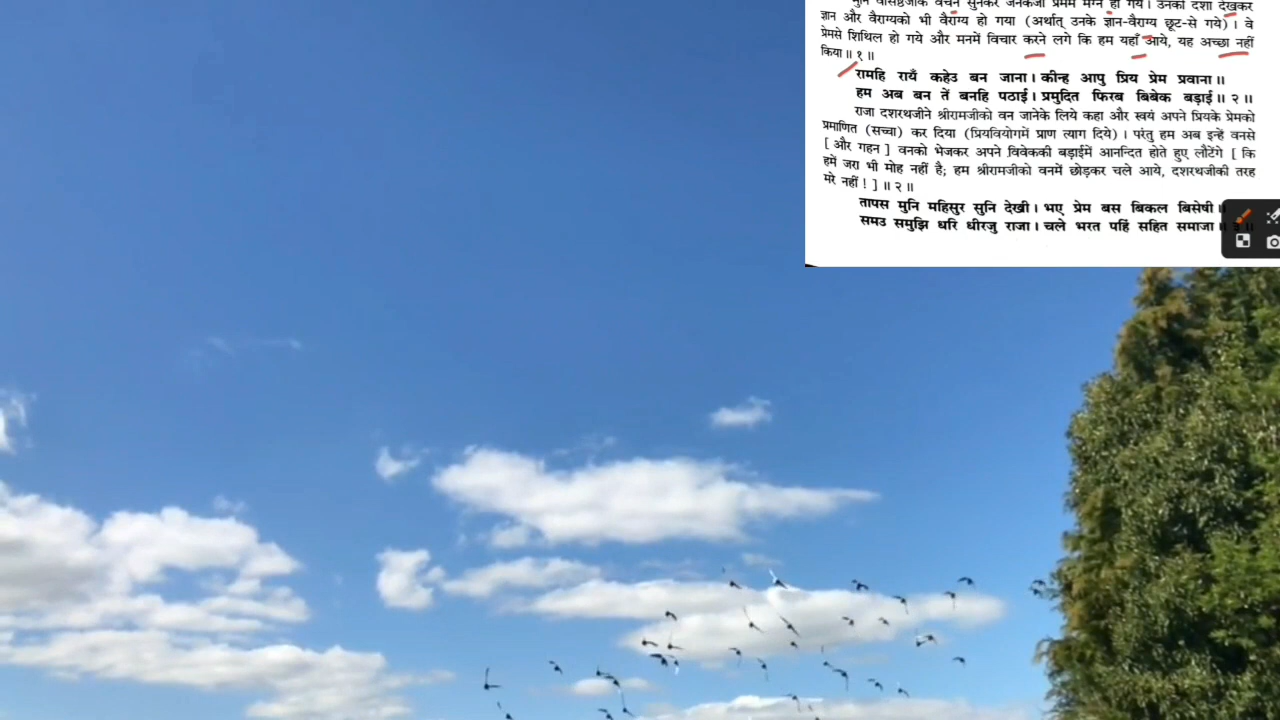 मुनि वसिष्ठजीके वचन सुनकर जनकजी प्रेममें मग्न हो गये। उनकी दशा देखकर
ज्ञान और वैराग्यको भी वैराग्य हो गया (अर्थात् उनके ज्ञान-वैराग्य छूट-से गये)। वे
प्रेमसे शिथिल हो गये और मनमें विचार करने लगे कि हम यहाँ आये, यह अच्छा नहीं
किया॥ १॥
रामहि रायँ कहेउ बन जाना। कीन्ह आपु प्रिय प्रेम प्रवाना॥
हम अब बन तें बनहि पठाई। प्रमुदित फिरब बिबेक बड़ाई॥ २॥
राजा दशरथजीने श्रीरामजीको वन जानेके लिये कहा और स्वयं अपने प्रियके प्रेमको
प्रमाणित (सच्चा) कर दिया (प्रियवियोगमें प्राण त्याग दिये)। परंतु हम अब इन्हें वनसे
[ और गहन ] वनको भेजकर अपने विवेककी बड़ाईमें आनन्दित होते हुए लौटेंगे [ कि
हमें जरा भी मोह नहीं है; हम श्रीरामजीको वनमें छोड़कर चले आये, दशरथजीकी तरह
मरे नहीं! ]॥ २॥
तापस मुनि महिसुर सुनि देखी। भए प्रेम बस बिकल बिसेषी॥
समउ समुझि धरि धीरजु राजा। चले भरत पहिं सहित समाजा॥ ३॥